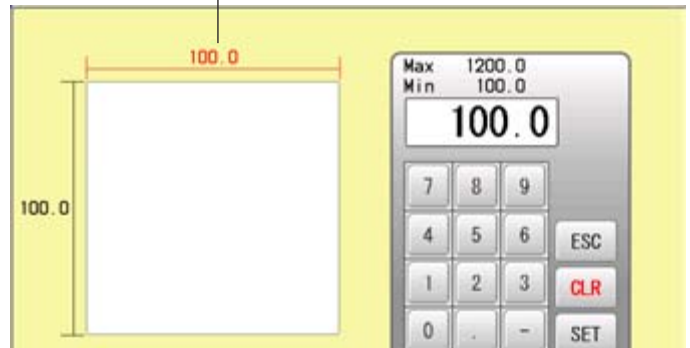 100.0
100.0
Max 1200.0
Min 100.0
100.0
7 8 9
4 5 6 ESC
1 2 3 CLR
0 . - SET